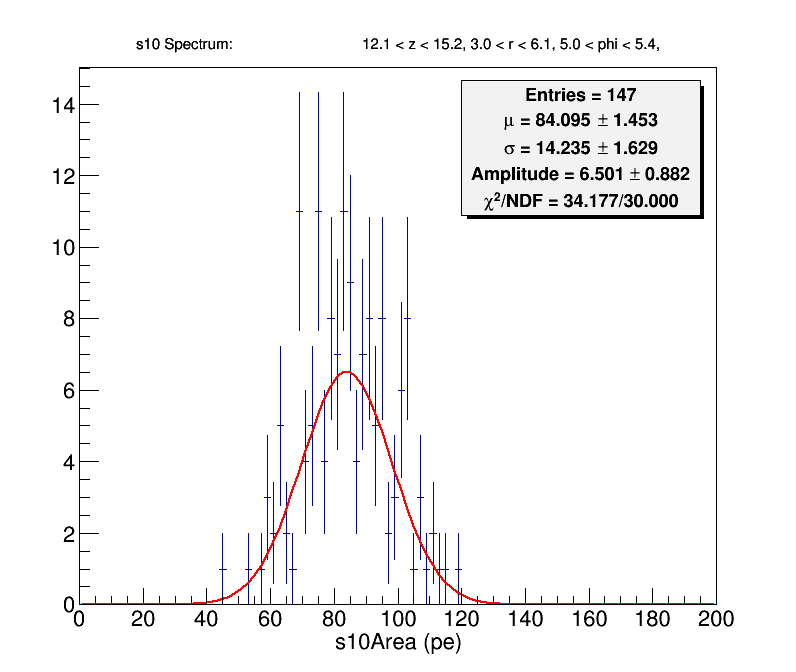 s10 Spectrum: 12.1 < z < 15.2, 3.0 < r < 6.1, 5.0 < phi < 5.4,
Entries = 147
μ = 84.095 ± 1.453
σ = 14.235 ± 1.629
Amplitude = 6.501 ± 0.882
χ²/NDF = 34.177/30.000
14
12
10
8
6
4
2
0
0 20 40 60 80 100 120 140 160 180 200
s10Area (pe)